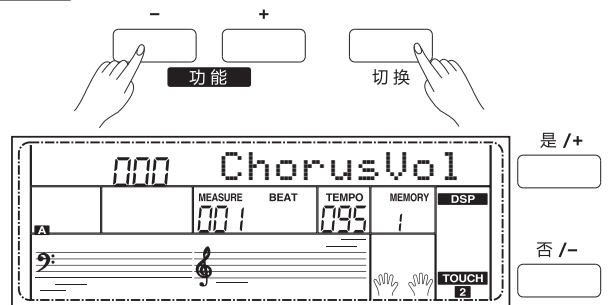 − +
功能 切换
是 /+
000 ChorusVol
MEASURE BEAT TEMPO MEMORY DSP
001 095 1
A
否 /−
TOUCH
2